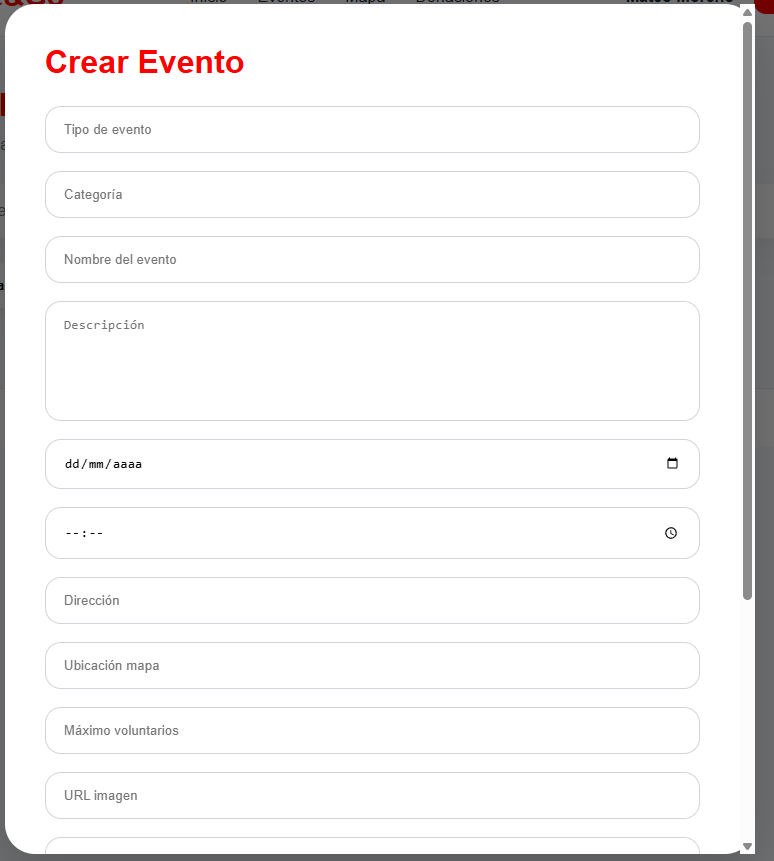 Crear Evento
Tipo de evento
Categoría
Nombre del evento
Descripción
dd/mm/aaaa
--:--
Dirección
Ubicación mapa
Máximo voluntarios
URL imagen